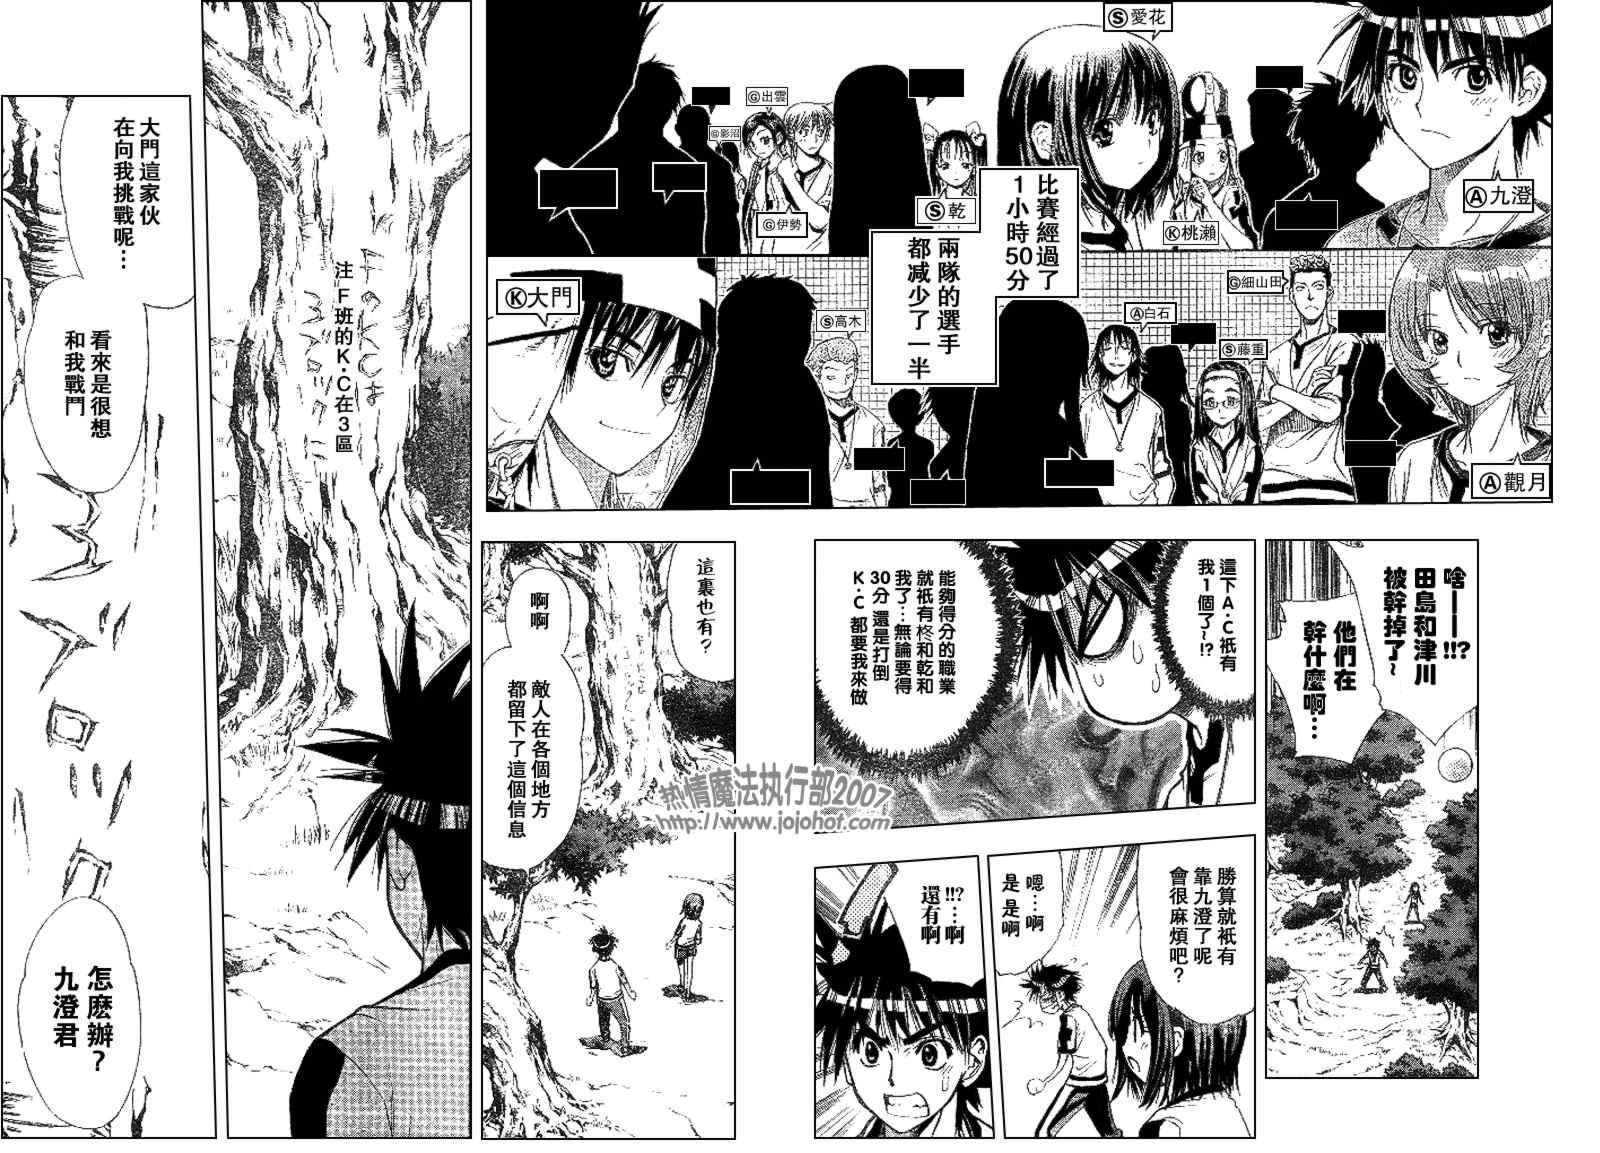 Ⓢ愛花
Ⓐ九澄
Ⓚ桃瀬
Ⓢ乾
Ⓖ出雲
Ⓖ影沼
Ⓖ伊勢
比賽經過了
1小時50分
兩隊的選手
都減少了一半
Ⓖ細山田
Ⓐ觀月
Ⓐ白石
Ⓢ藤重
Ⓢ高木
Ⓚ大門
啥——!!?
田島和津川
被幹掉了~
他們在
幹什麼啊…
這下A·C衹有
我1個了~!?
能夠得分的職業
就衹有柊和乾和
我了…無論要得
30分 還是打倒
K·C 都要我來做
勝算就衹有
靠九澄了呢
會很麻煩吧?
嗯…啊
是是啊
!!?…啊
還有啊
這裏也有?
啊啊
敵人在各個地方
都留下了這個信息
注F班的K·C在3區
大門這家伙
在向我挑戰呢…
看來是很想
和我戰鬥
怎麽辦?
九澄君
热情魔法执行部2007
http://www.jojohot.com